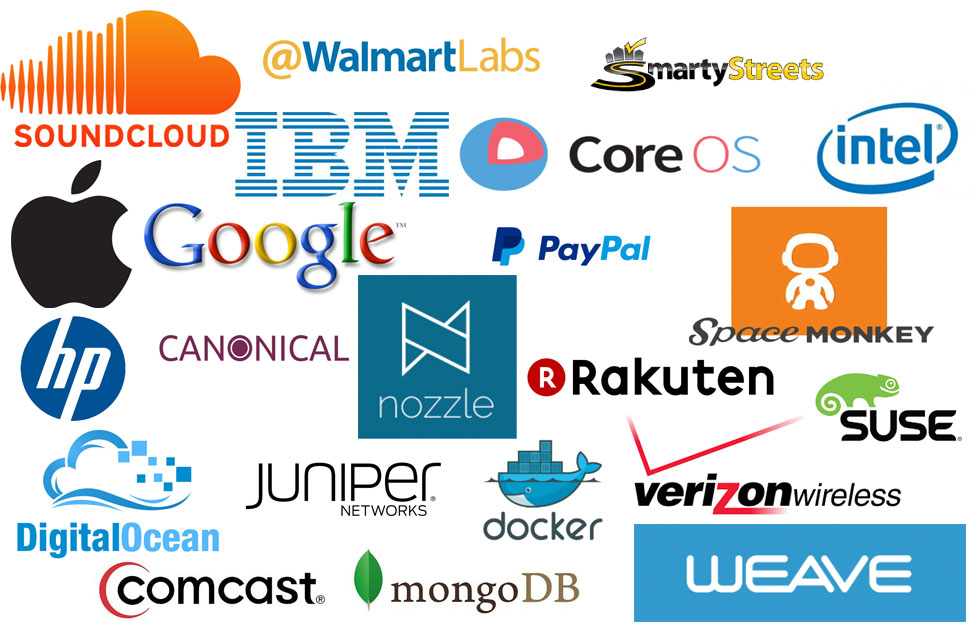 @WalmartLabs
SmartyStreets
SOUNDCLOUD
IBM
Core OS
intel®
Google™
PayPal
Space MONKEY
hp
CANONICAL
nozzle
R Rakuten
SUSE®
JUNIPER®
NETWORKS
docker
verizonwireless
DigitalOcean
comcast®
mongoDB
WEAVE